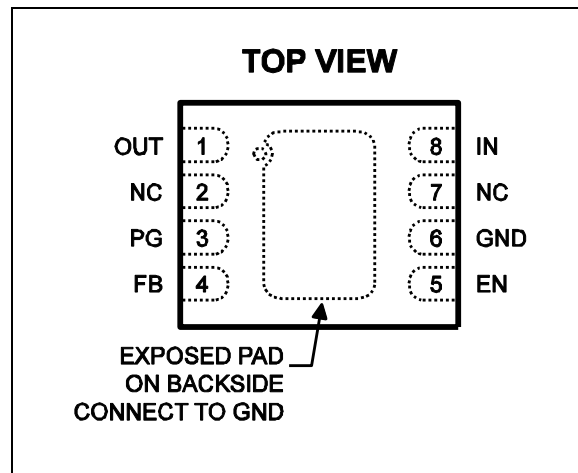 TOP VIEW
OUT 1 8 IN
NC 2 7 NC
PG 3 6 GND
FB 4 5 EN
EXPOSED PAD
ON BACKSIDE
CONNECT TO GND